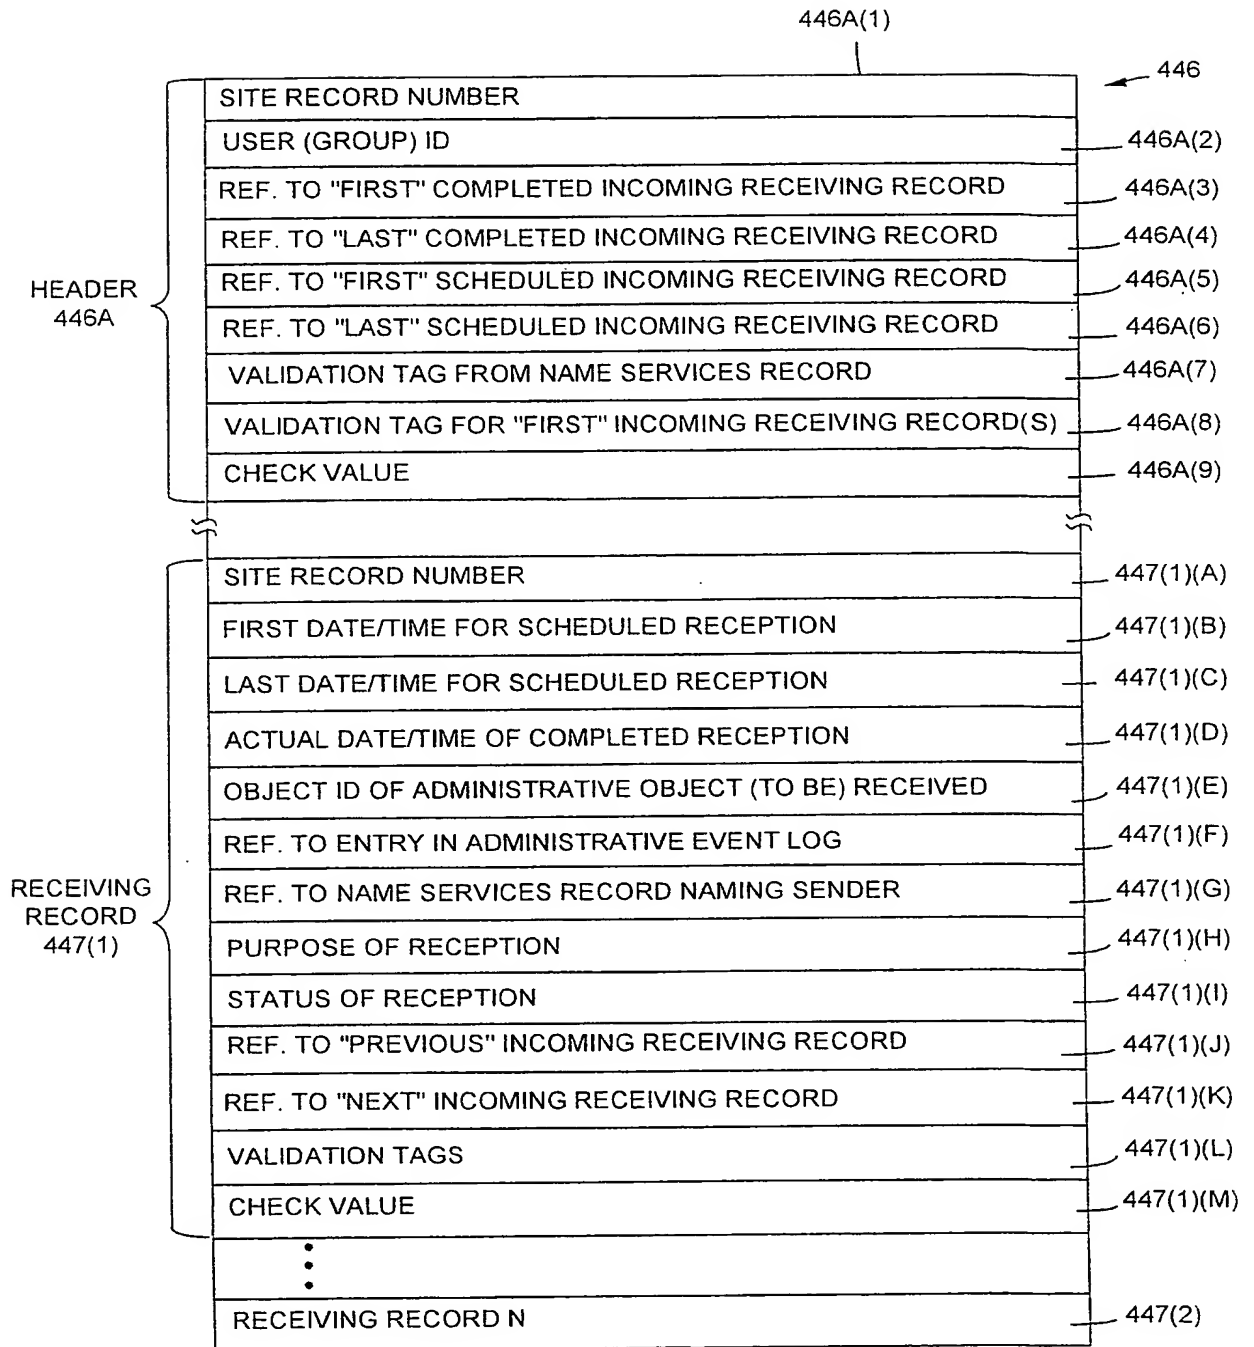 446A(1)
446
SITE RECORD NUMBER
USER (GROUP) ID
446A(2)
REF. TO "FIRST" COMPLETED INCOMING RECEIVING RECORD
446A(3)
REF. TO "LAST" COMPLETED INCOMING RECEIVING RECORD
446A(4)
REF. TO "FIRST" SCHEDULED INCOMING RECEIVING RECORD
446A(5)
HEADER
446A
REF. TO "LAST" SCHEDULED INCOMING RECEIVING RECORD
446A(6)
VALIDATION TAG FROM NAME SERVICES RECORD
446A(7)
VALIDATION TAG FOR "FIRST" INCOMING RECEIVING RECORD(S)
446A(8)
CHECK VALUE
446A(9)
SITE RECORD NUMBER
447(1)(A)
FIRST DATE/TIME FOR SCHEDULED RECEPTION
447(1)(B)
LAST DATE/TIME FOR SCHEDULED RECEPTION
447(1)(C)
ACTUAL DATE/TIME OF COMPLETED RECEPTION
447(1)(D)
OBJECT ID OF ADMINISTRATIVE OBJECT (TO BE) RECEIVED
447(1)(E)
REF. TO ENTRY IN ADMINISTRATIVE EVENT LOG
447(1)(F)
RECEIVING
RECORD
447(1)
REF. TO NAME SERVICES RECORD NAMING SENDER
447(1)(G)
PURPOSE OF RECEPTION
447(1)(H)
STATUS OF RECEPTION
447(1)(I)
REF. TO "PREVIOUS" INCOMING RECEIVING RECORD
447(1)(J)
REF. TO "NEXT" INCOMING RECEIVING RECORD
447(1)(K)
VALIDATION TAGS
447(1)(L)
CHECK VALUE
447(1)(M)
RECEIVING RECORD N
447(2)